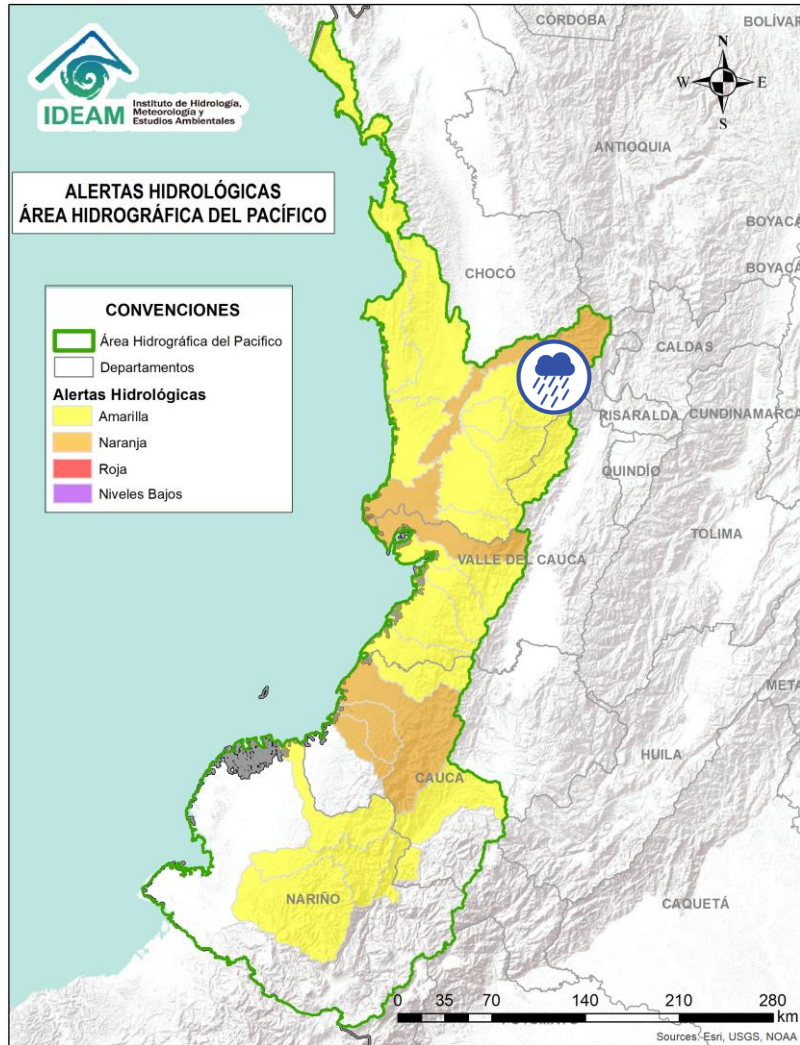 CÓRDOBA
BOLÍVAR
N
W
E
S
IDEAM
Instituto de Hidrología,
Meteorología y
Estudios Ambientales
ANTIOQUIA
ALERTAS HIDROLÓGICAS
ÁREA HIDROGRÁFICA DEL PACÍFICO
BOYACÁ
BOYACÁ
CHOCÓ
CONVENCIONES
Área Hidrográfica del Pacifico
Departamentos
Alertas Hidrológicas
Amarilla
Naranja
Roja
Niveles Bajos
CALDAS
RISARALDA
CUNDINAMARCA
QUINDÍO
TOLIMA
VALLE DEL CAUCA
META
HUILA
CAUCA
NARIÑO
CAQUETÁ
0 35 70 140 210 280
km
Sources: Esri, USGS, NOAA